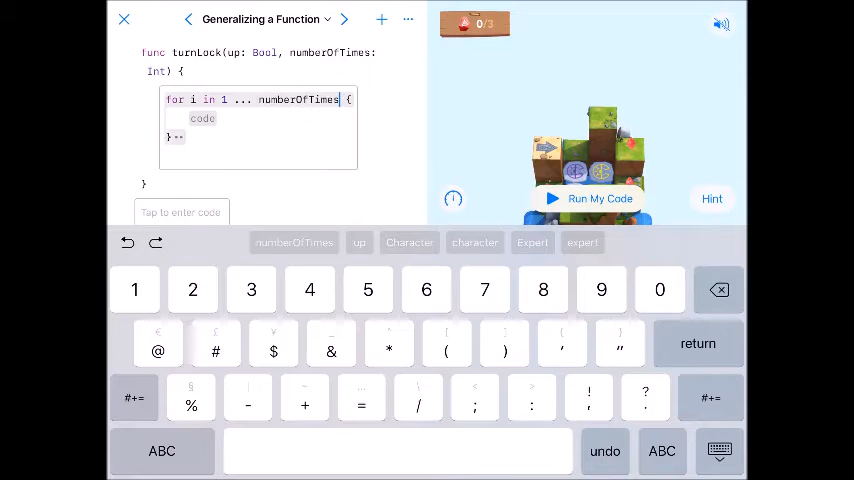 Generalizing a Function
0/3
func turnLock(up: Bool, numberOfTimes:
Int) {
for i in 1 ... numberOfTimes {
code
}
}
Tap to enter code
Run My Code
Hint
numberOfTimes up Character character Expert expert
1 2 3 4 5 6 7 8 9 0
€ £ ¥ _ ^ [ ] { }
@ # $ & * ( ) ' "
return
§ | ~ … \ < > ! ?
#+= % - + = / ; : , . #+=
ABC undo ABC